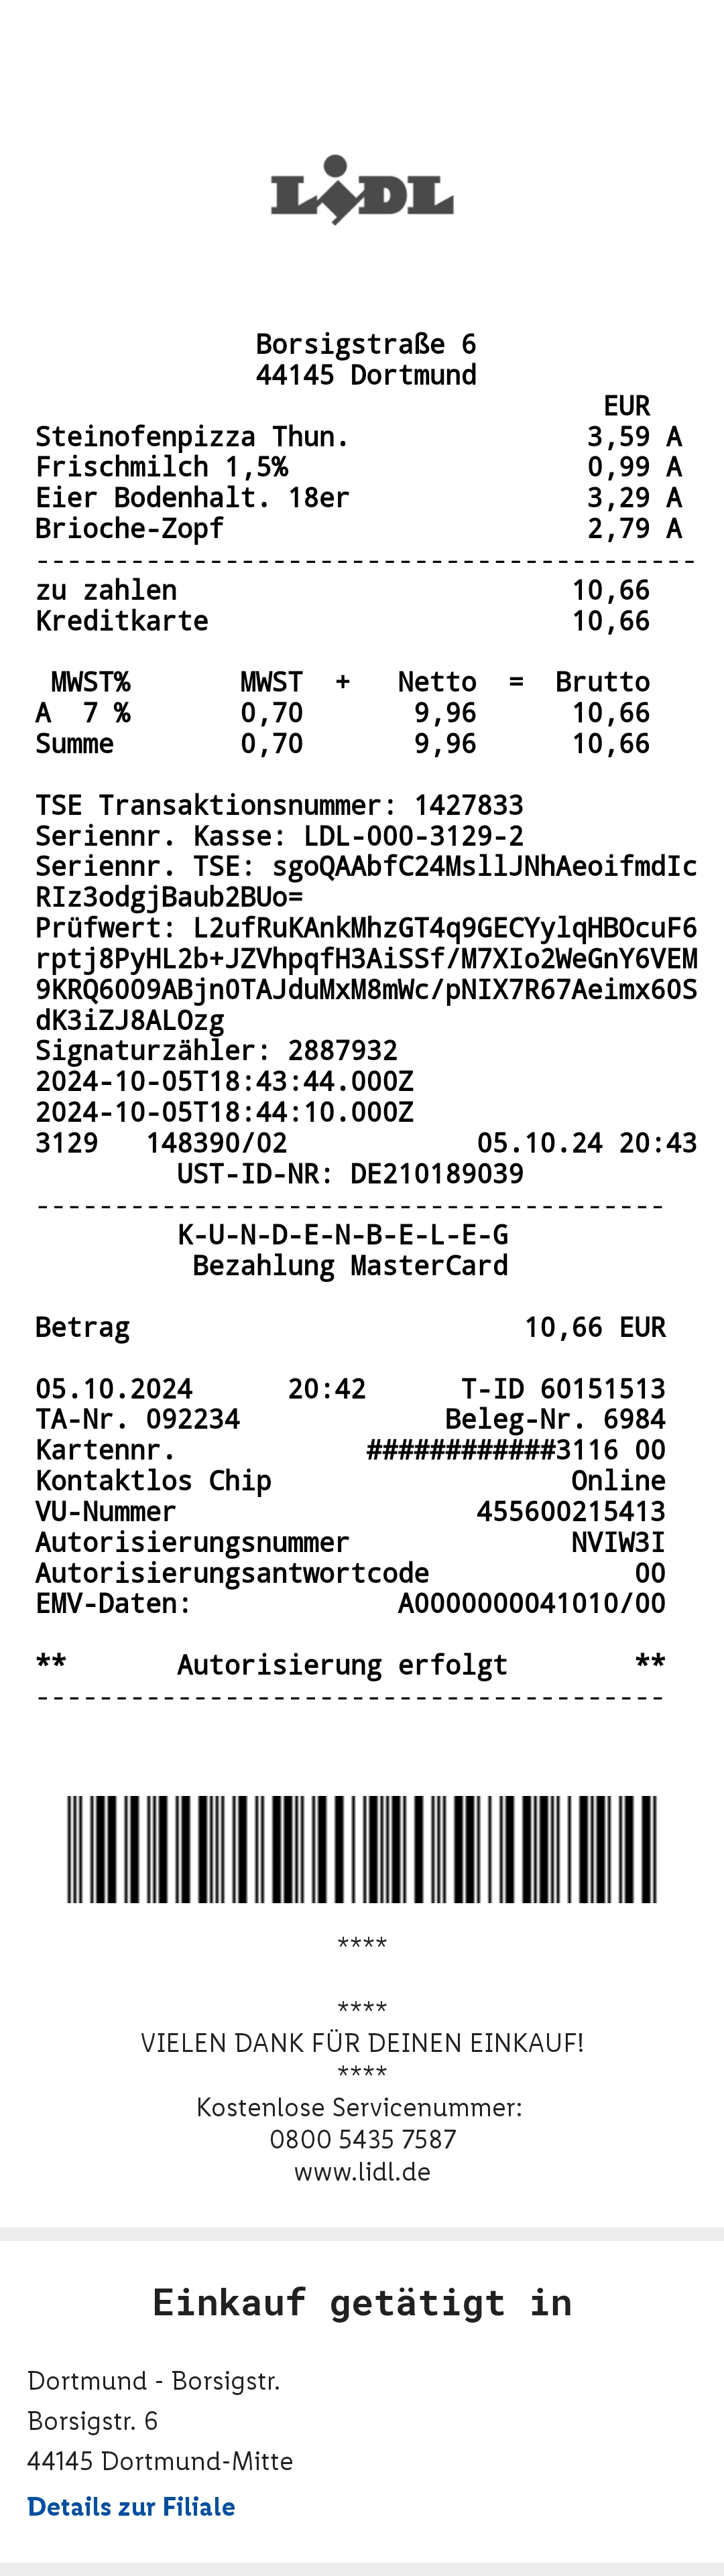 LIDL
Borsigstraße 6
44145 Dortmund
EUR
Steinofenpizza Thun. 3,59 A
Frischmilch 1,5% 0,99 A
Eier Bodenhalt. 18er 3,29 A
Brioche-Zopf 2,79 A
------------------------------------------
zu zahlen 10,66
Kreditkarte 10,66
MWST% MWST + Netto = Brutto
A 7 % 0,70 9,96 10,66
Summe 0,70 9,96 10,66
TSE Transaktionsnummer: 1427833
Seriennr. Kasse: LDL-000-3129-2
Seriennr. TSE: sgoQAAbfC24MsllJNhAeoifmdIc
RIz3odgjBaub2BUo=
Prüfwert: L2ufRuKAnkMhzGT4q9GECYylqHBOcuF6
rptj8PyHL2b+JZVhpqfH3AiSSf/M7XIo2WeGnY6VEM
9KRQ6009ABjn0TAJduMxM8mWc/pNIX7R67Aeimx60S
dK3iZJ8ALOzg
Signaturzähler: 2887932
2024-10-05T18:43:44.000Z
2024-10-05T18:44:10.000Z
3129 148390/02 05.10.24 20:43
UST-ID-NR: DE210189039
----------------------------------------
K-U-N-D-E-N-B-E-L-E-G
Bezahlung MasterCard
Betrag 10,66 EUR
05.10.2024 20:42 T-ID 60151513
TA-Nr. 092234 Beleg-Nr. 6984
Kartennr. ############3116 00
Kontaktlos Chip Online
VU-Nummer 455600215413
Autorisierungsnummer NVIW3I
Autorisierungsantwortcode 00
EMV-Daten: A0000000041010/00
** Autorisierung erfolgt **
----------------------------------------
****
****
VIELEN DANK FÜR DEINEN EINKAUF!
****
Kostenlose Servicenummer:
0800 5435 7587
www.lidl.de
Einkauf getätigt in
Dortmund - Borsigstr.
Borsigstr. 6
44145 Dortmund-Mitte
Details zur Filiale